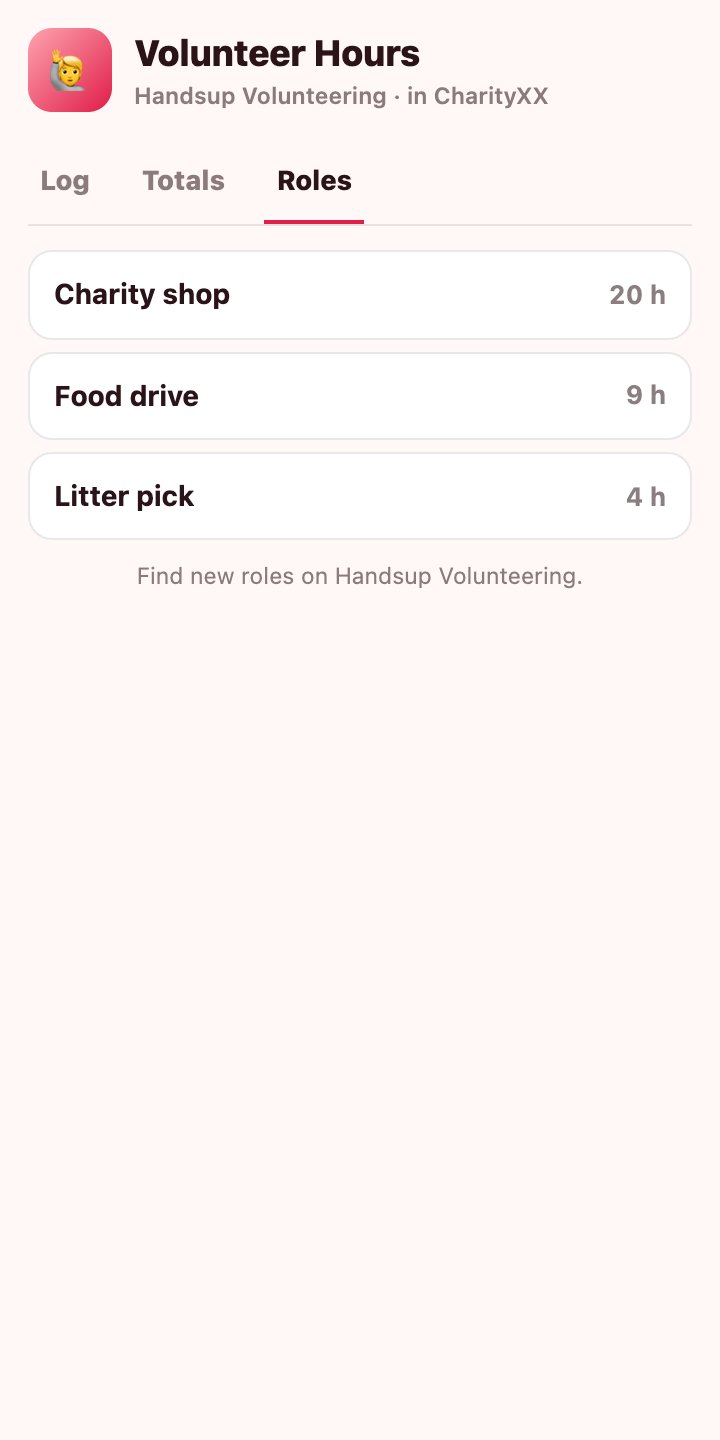 Volunteer Hours
Handsup Volunteering · in CharityXX
Log Totals Roles
Charity shop 20 h
Food drive 9 h
Litter pick 4 h
Find new roles on Handsup Volunteering.